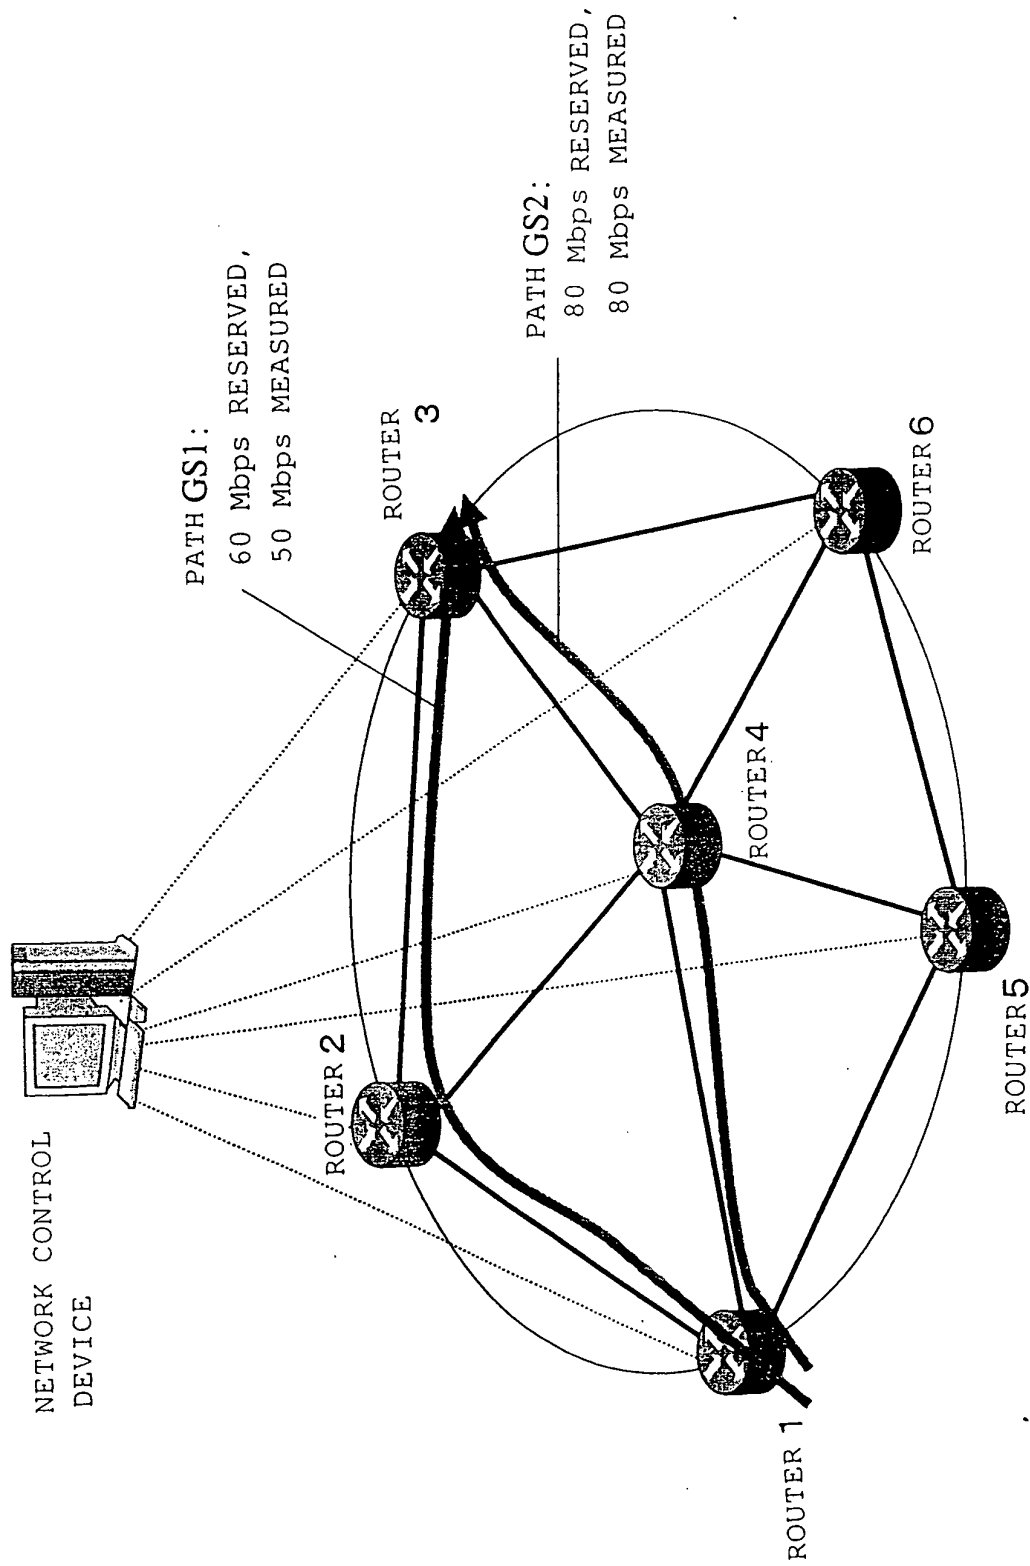 NETWORK CONTROL
DEVICE
PATH GS1:
60 Mbps RESERVED,
50 Mbps MEASURED
ROUTER 2
ROUTER
3
PATH GS2:
80 Mbps RESERVED,
80 Mbps MEASURED
ROUTER 1
ROUTER 4
ROUTER 5
ROUTER 6